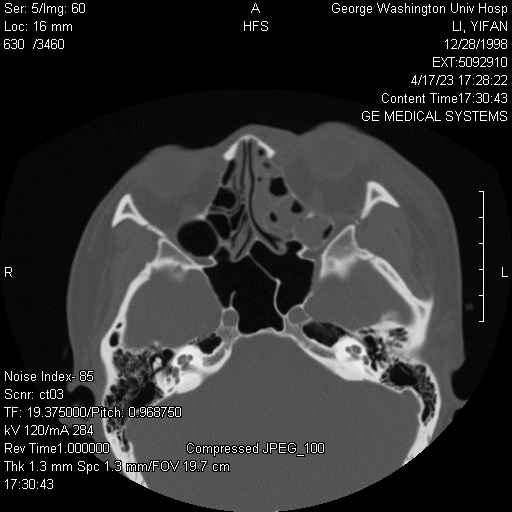 Ser: 5/Img: 60
Loc: 16 mm
630 /3460
A
HFS
George Washington Univ Hosp
LI, YIFAN
12/28/1998
EXT:5092910
4/17/23 17:28:22
Content Time17:30:43
GE MEDICAL SYSTEMS
R
L
Noise Index- 85
Scnr: ct03
TF: 19.375000/Pitch: 0.968750
kV 120/mA 284
Rev Time1.000000
Compressed JPEG_100
Thk 1.3 mm Spc 1.3 mm/FOV 19.7 cm
17:30:43